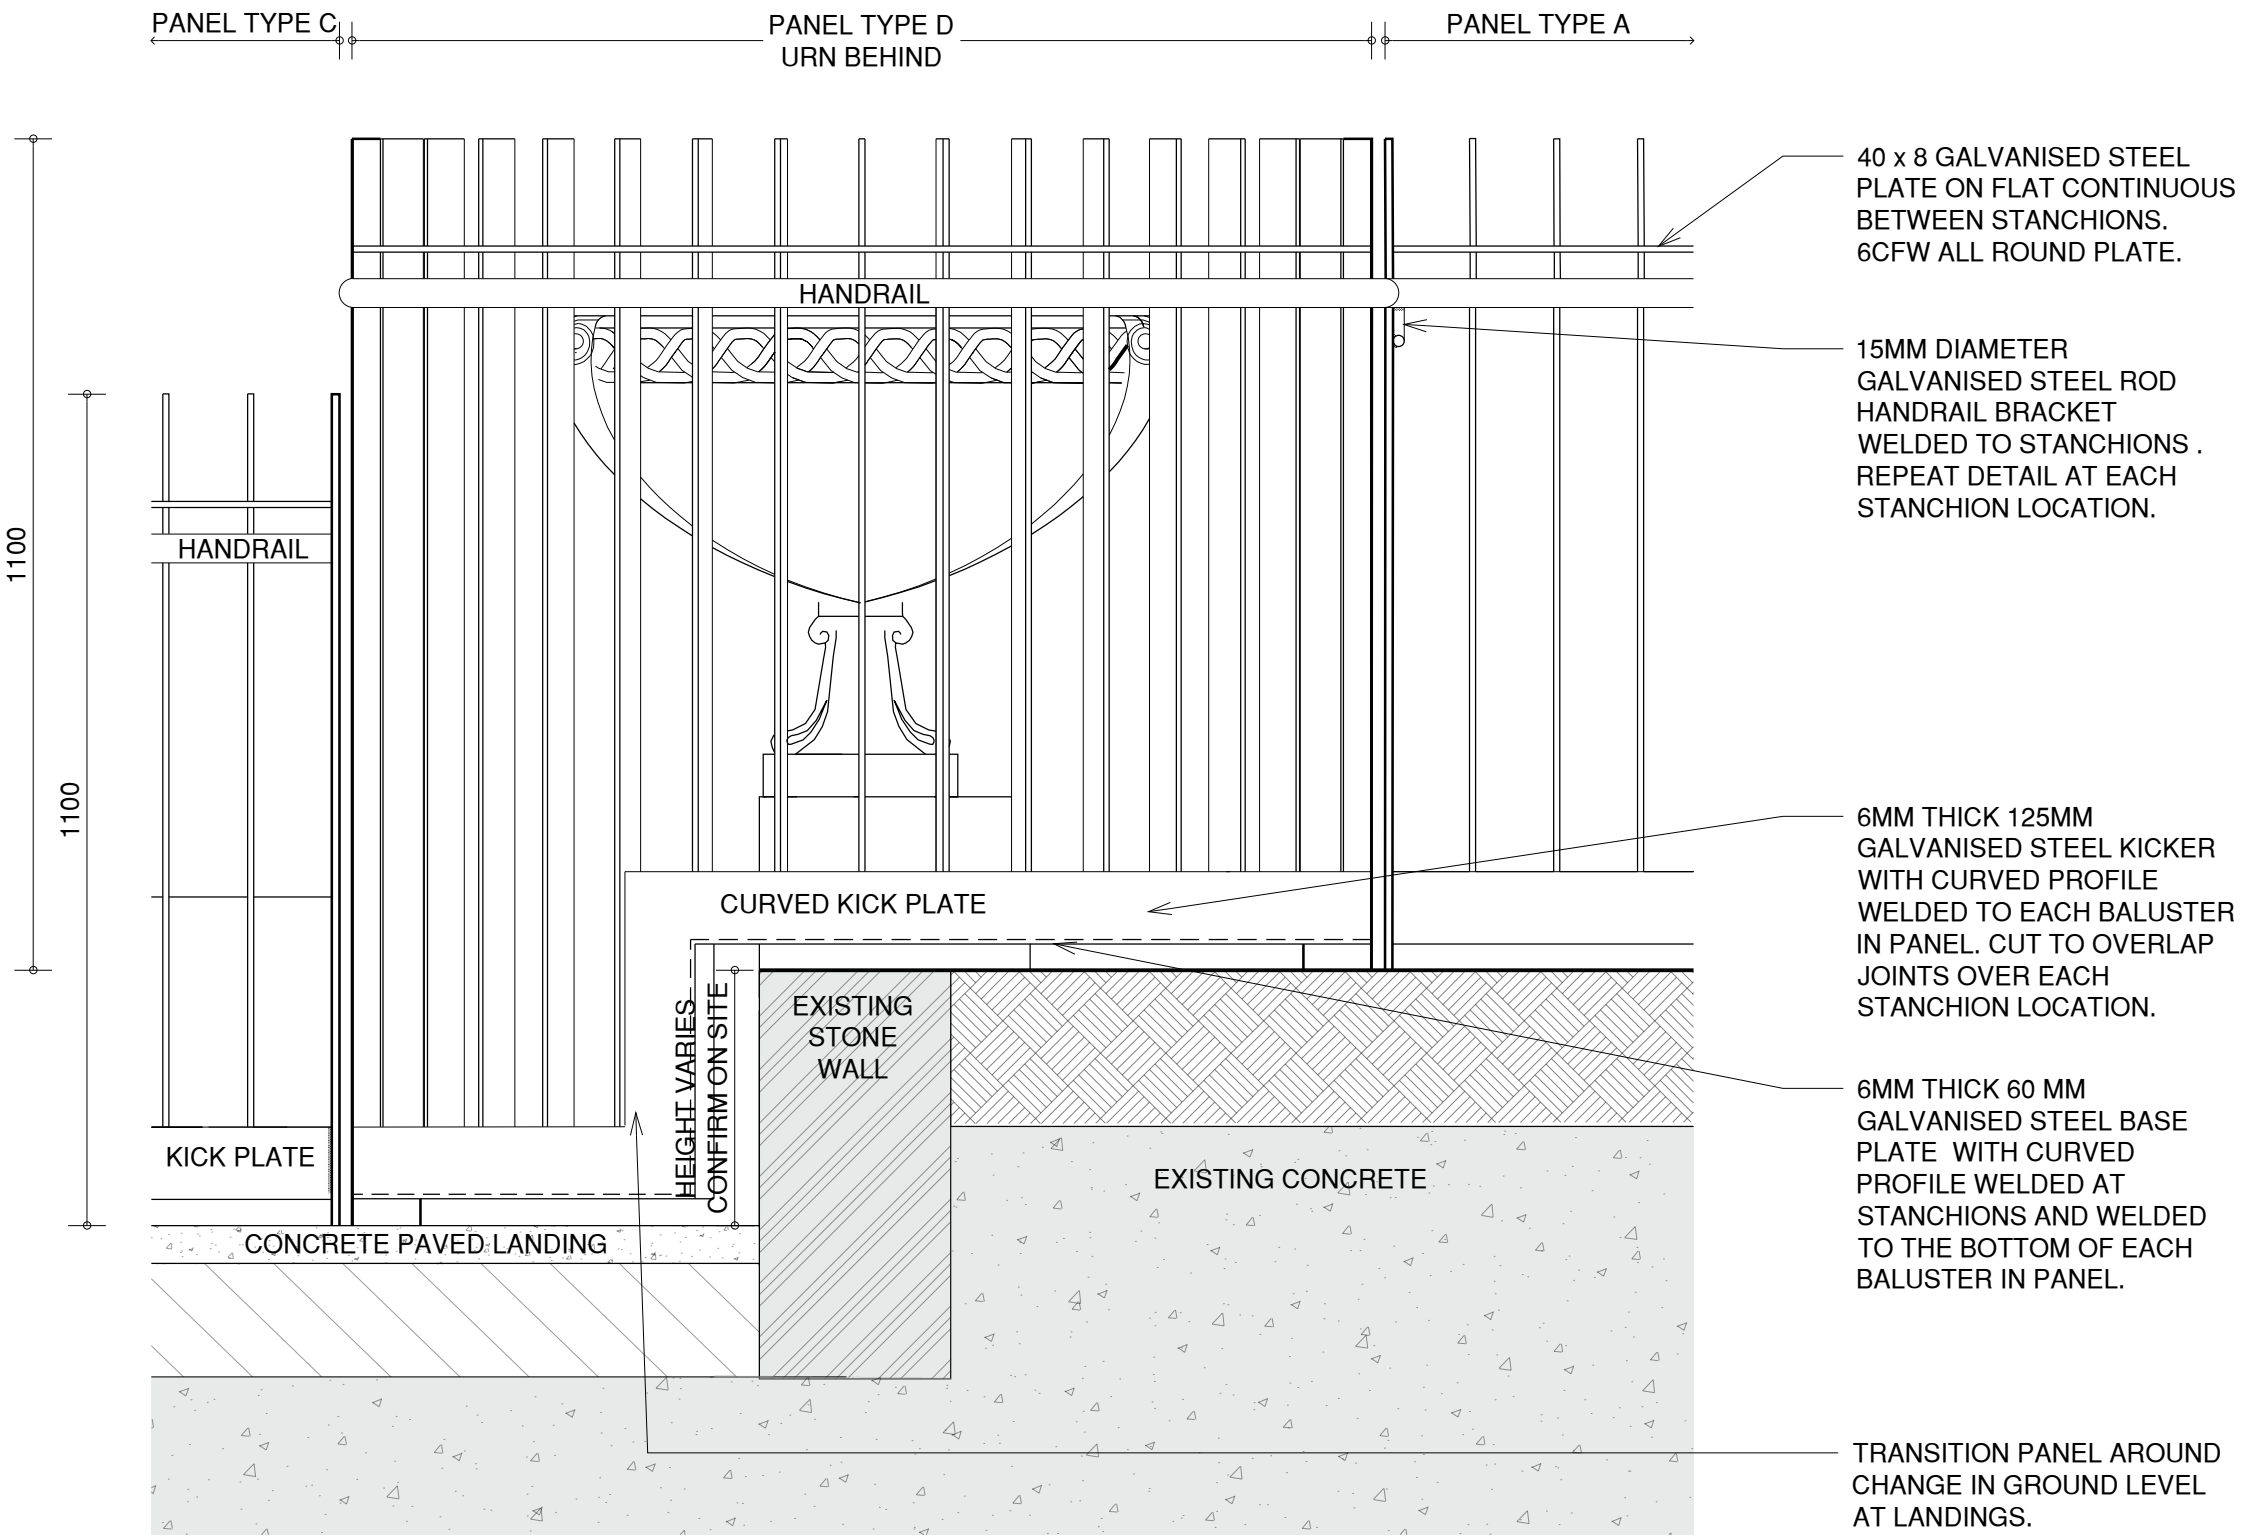 PANEL TYPE C
PANEL TYPE D
URN BEHIND
PANEL TYPE A
40 x 8 GALVANISED STEEL
PLATE ON FLAT CONTINUOUS
BETWEEN STANCHIONS.
6CFW ALL ROUND PLATE.
HANDRAIL
15MM DIAMETER
GALVANISED STEEL ROD
HANDRAIL BRACKET
WELDED TO STANCHIONS .
REPEAT DETAIL AT EACH
STANCHION LOCATION.
1100
HANDRAIL
1100
6MM THICK 125MM
GALVANISED STEEL KICKER
WITH CURVED PROFILE
WELDED TO EACH BALUSTER
IN PANEL. CUT TO OVERLAP
JOINTS OVER EACH
STANCHION LOCATION.
CURVED KICK PLATE
HEIGHT VARIES
CONFIRM ON SITE
EXISTING
STONE
WALL
6MM THICK 60 MM
GALVANISED STEEL BASE
PLATE WITH CURVED
PROFILE WELDED AT
STANCHIONS AND WELDED
TO THE BOTTOM OF EACH
BALUSTER IN PANEL.
KICK PLATE
EXISTING CONCRETE
CONCRETE PAVED LANDING
TRANSITION PANEL AROUND
CHANGE IN GROUND LEVEL
AT LANDINGS.